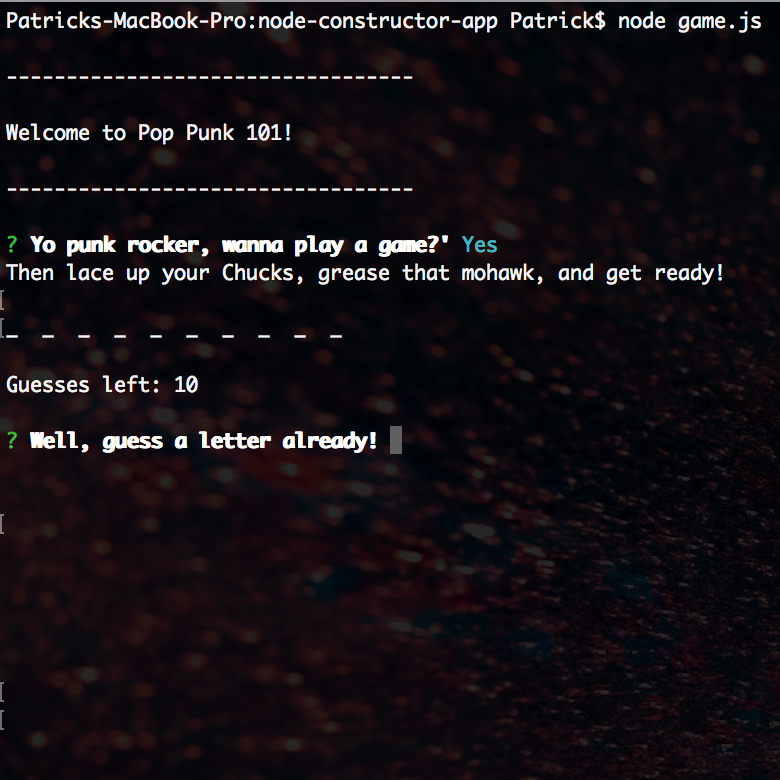 Patricks-MacBook-Pro:node-constructor-app Patrick$ node game.js
----------------------------------
Welcome to Pop Punk 101!
----------------------------------
? Yo punk rocker, wanna play a game?' Yes
Then lace up your Chucks, grease that mohawk, and get ready!
_  _  _  _  _  _  _  _  _  _
Guesses left: 10
? Well, guess a letter already!